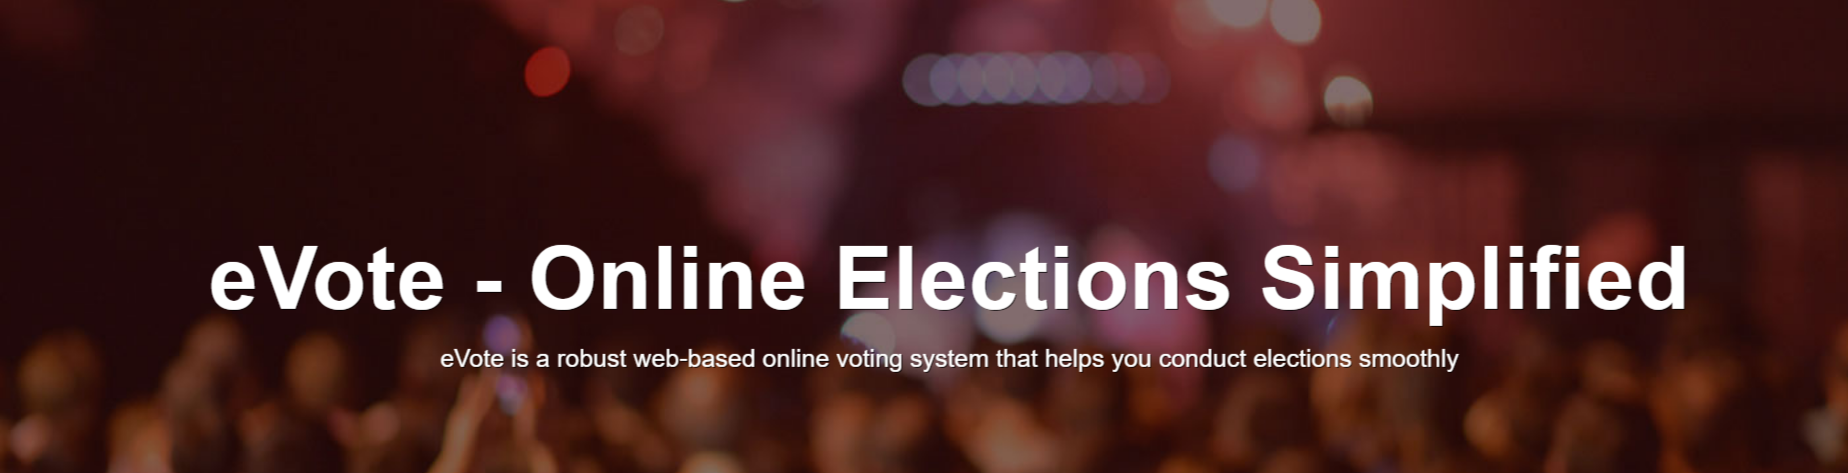 eVote - Online Elections Simplified
eVote is a robust web-based online voting system that helps you conduct elections smoothly